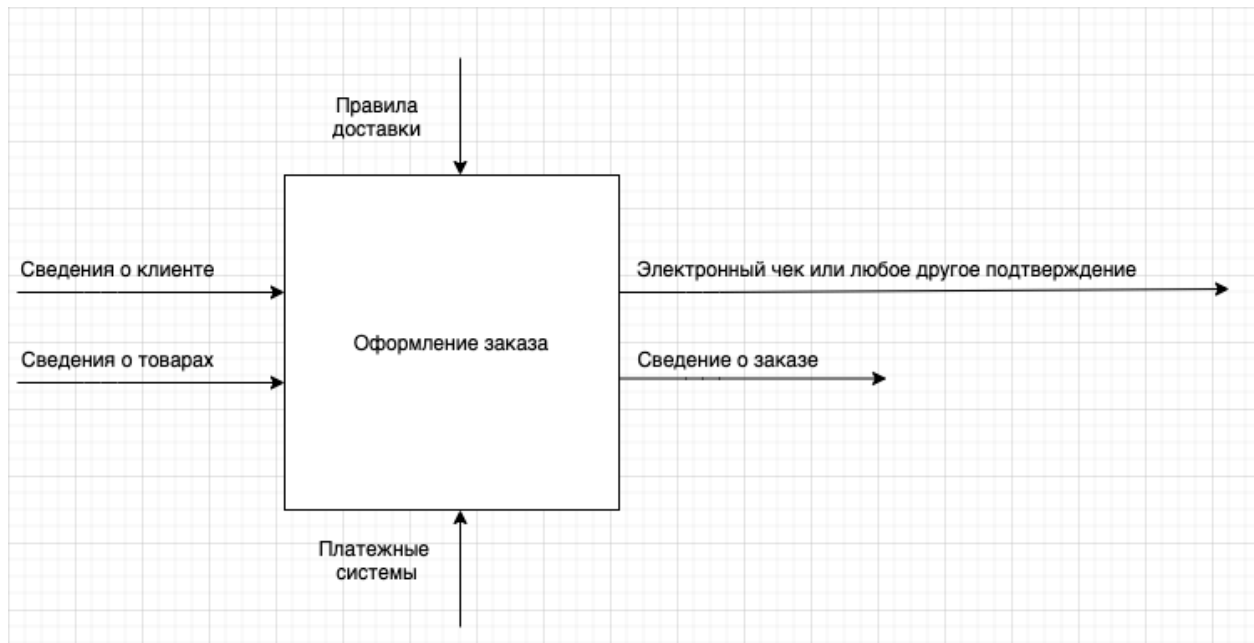 Правила
доставки
Сведения о клиенте
Электронный чек или любое другое подтверждение
Оформление заказа
Сведения о товарах
Сведение о заказе
Платежные
системы